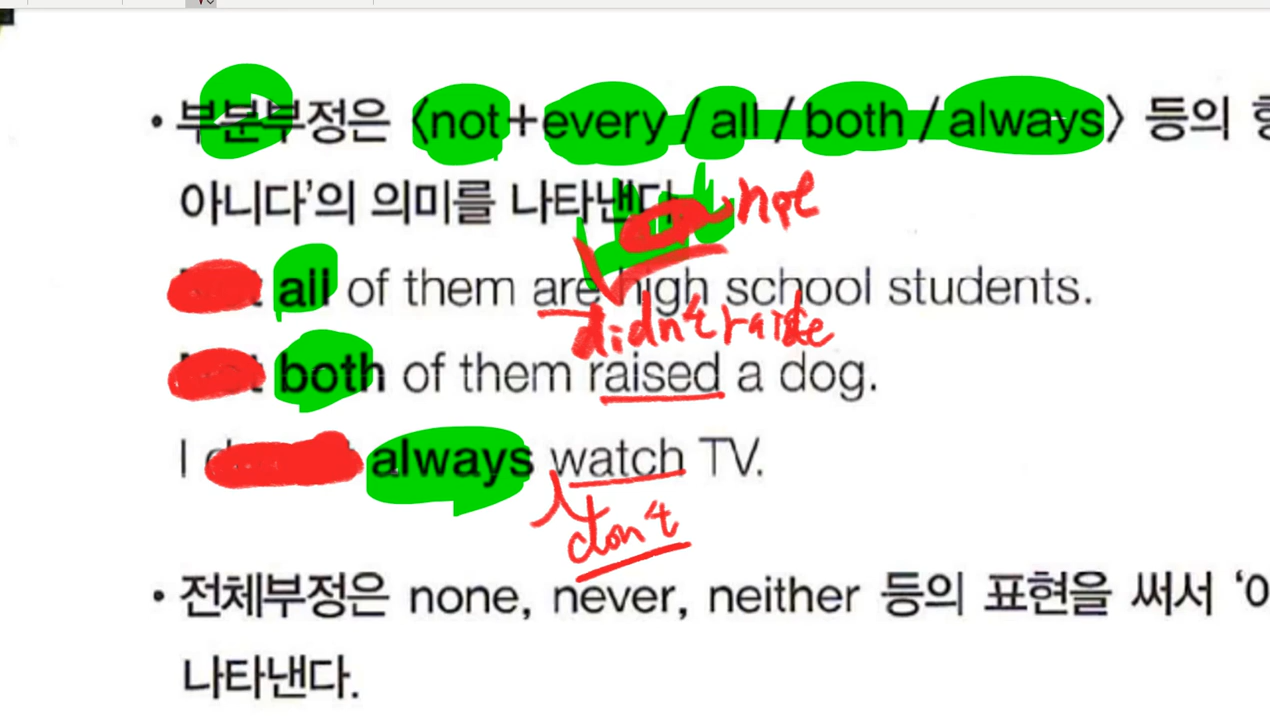 • 부분부정은 〈not+every / all / both / always〉 등의
아니다'의 의미를 나타낸다.
not
all of them are high school students.
didn't raise
both of them raised a dog.
I always watch TV.
don't
• 전체부정은 none, never, neither 등의 표현을 써서 '
나타낸다.